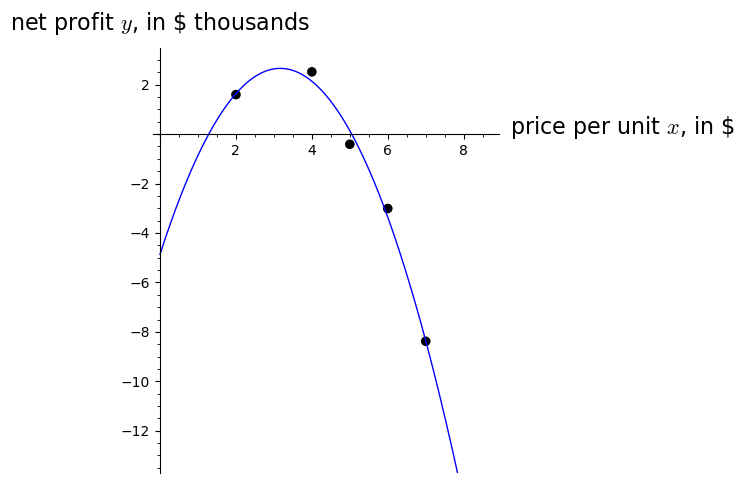 net profit y, in $ thousands
2
price per unit x, in $
2 4 6 8
−2
−4
−6
−8
−10
−12